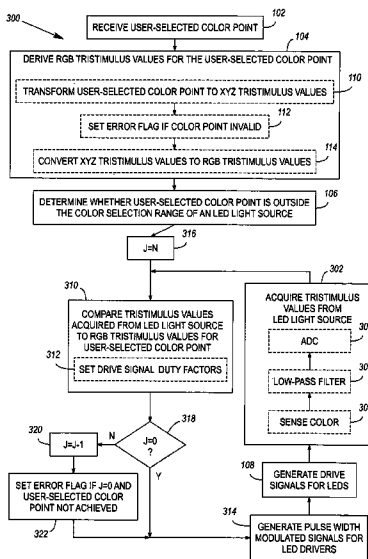 300
RECEIVE USER-SELECTED COLOR POINT
102
104
DERIVE RGB TRISTIMULUS VALUES FOR THE USER-SELECTED COLOR POINT
110
TRANSFORM USER-SELECTED COLOR POINT TO XYZ TRISTIMULUS VALUES
112
SET ERROR FLAG IF COLOR POINT INVALID
114
CONVERT XYZ TRISTIMULUS VALUES TO RGB TRISTIMULUS VALUES
DETERMINE WHETHER USER-SELECTED COLOR POINT IS OUTSIDE
THE COLOR SELECTION RANGE OF AN LED LIGHT SOURCE
106
J=N
316
310
COMPARE TRISTIMULUS VALUES
ACQUIRED FROM LED LIGHT SOURCE
TO RGB TRISTIMULUS VALUES FOR
USER-SELECTED COLOR POINT
312
SET DRIVE SIGNAL DUTY FACTORS
302
ACQUIRE TRISTIMULUS
VALUES FROM
LED LIGHT SOURCE
ADC
LOW-PASS FILTER
SENSE COLOR
320
J=J-1
N
J=0
?
318
Y
SET ERROR FLAG IF J=0 AND
USER-SELECTED COLOR
POINT NOT ACHIEVED
322
GENERATE DRIVE
SIGNALS FOR LEDS
108
GENERATE PULSE WIDTH
MODULATED SIGNALS FOR
LED DRIVERS
314